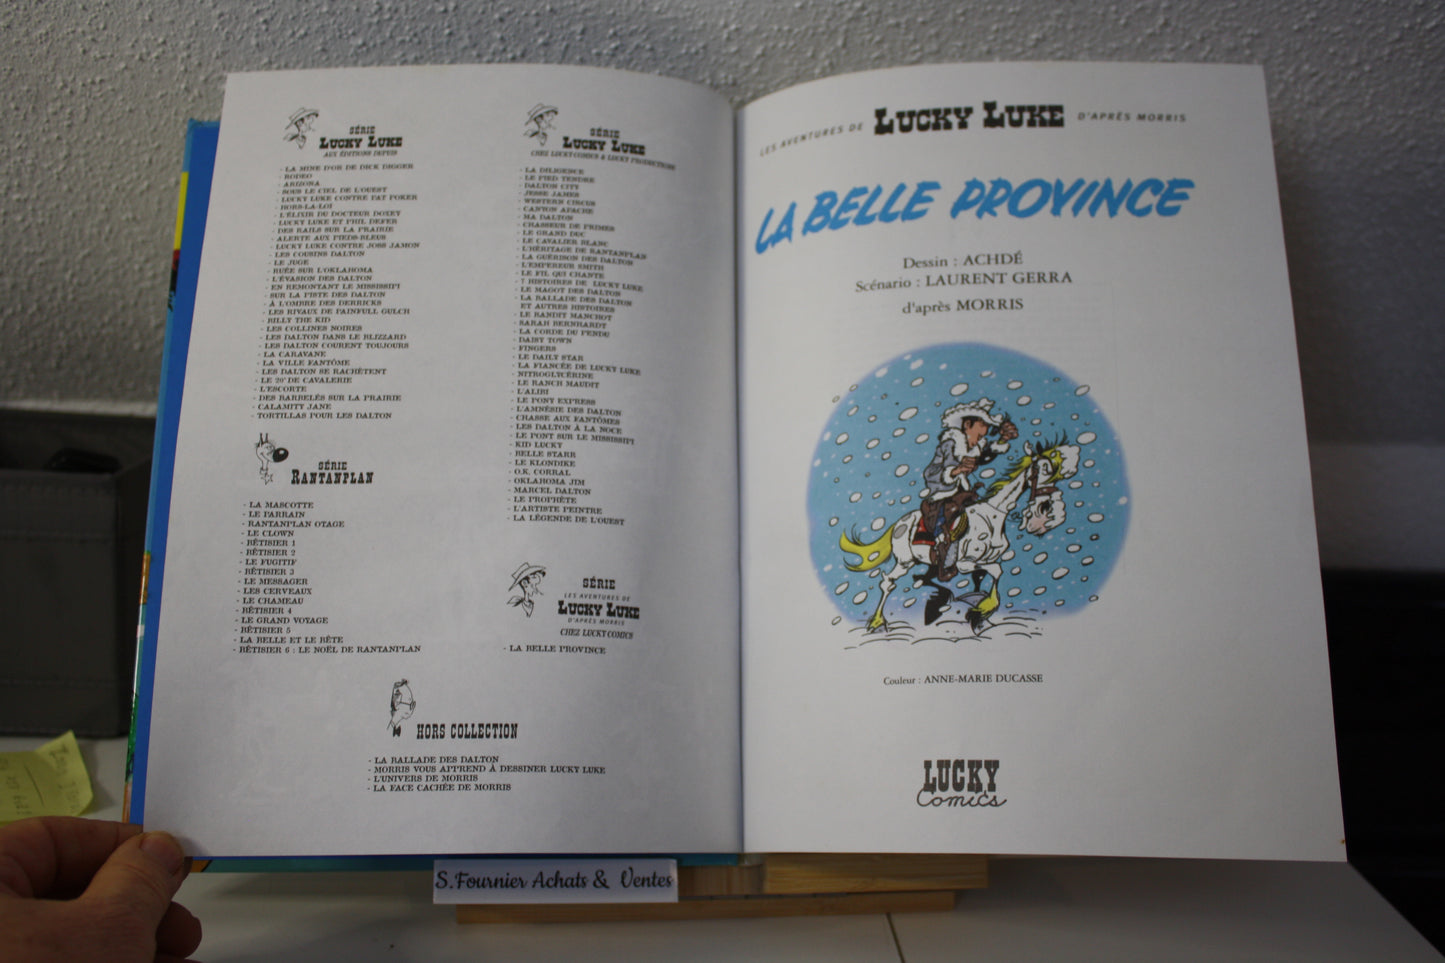 SÉRIE
LUCKY LUKE
AUX ÉDITIONS DEPUIS
- LA MINE D'OR DE DICK DIGGER
- RODEO
- ARIZONA
- SOUS LE CIEL DE L'OUEST
- LUCKY LUKE CONTRE PAT POKER
- HORS-LA-LOI
- L'ÉLIXIR DU DOCTEUR DOXEY
- LUCKY LUKE ET PHIL DEFER
- DES RAILS SUR LA PRAIRIE
- ALERTE AUX PIEDS-BLEUS
- LUCKY LUKE CONTRE JOSS JAMON
- LES COUSINS DALTON
- LE JUGE
- RUÉE SUR L'OKLAHOMA
- L'ÉVASION DES DALTON
- EN REMONTANT LE MISSISSIPI
- SUR LA PISTE DES DALTON
- À L'OMBRE DES DERRICKS
- LES RIVAUX DE PAINFULL GULCH
- BILLY THE KID
- LES COLLINES NOIRES
- LES DALTON DANS LE BLIZZARD
- LES DALTON COURENT TOUJOURS
- LA CARAVANE
- LA VILLE FANTÔME
- LES DALTON SE RACHÈTENT
- LE 20e DE CAVALERIE
- L'ESCORTE
- DES BARBELÉS SUR LA PRAIRIE
- CALAMITY JANE
- TORTILLAS POUR LES DALTON
SÉRIE
RANTANPLAN
- LA MASCOTTE
- LE PARRAIN
- RANTANPLAN OTAGE
- LE CLOWN
- BÊTISIER 1
- BÊTISIER 2
- LE FUGITIF
- BÊTISIER 3
- LE MESSAGER
- LES CERVEAUX
- LE CHAMEAU
- BÊTISIER 4
- LE GRAND VOYAGE
- BÊTISIER 5
- LA BELLE ET LE BÊTE
- BÊTISIER 6 : LE NOËL DE RANTANPLAN
SÉRIE
LUCKY LUKE
CHEZ LUCKY COMICS & LUCKY PRODUCTIONS
- LA DILIGENCE
- LE PIED TENDRE
- DALTON CITY
- JESSE JAMES
- WESTERN CIRCUS
- CANYON APACHE
- MA DALTON
- CHASSEUR DE PRIMES
- LE GRAND DUC
- LE CAVALIER BLANC
- L'HÉRITAGE DE RANTANPLAN
- LA GUÉRISON DES DALTON
- L'EMPEREUR SMITH
- LE FIL QUI CHANTE
- 7 HISTOIRES DE LUCKY LUKE
- LE MAGOT DES DALTON
- LA BALLADE DES DALTON
ET AUTRES HISTOIRES
- LE BANDIT MANCHOT
- SARAH BERNHARDT
- LA CORDE DU PENDU
- DAISY TOWN
- FINGERS
- LE DAILY STAR
- LA FIANCÉE DE LUCKY LUKE
- NITROGLYCÉRINE
- LE RANCH MAUDIT
- L'ALIBI
- LE PONY EXPRESS
- L'AMNÉSIE DES DALTON
- CHASSE AUX FANTÔMES
- LES DALTON À LA NOCE
- LE PONT SUR LE MISSISSIPI
- KID LUCKY
- BELLE STARR
- LE KLONDIKE
- O.K. CORRAL
- OKLAHOMA JIM
- MARCEL DALTON
- LE PROPHÈTE
- L'ARTISTE PEINTRE
- LA LÉGENDE DE L'OUEST
SÉRIE
LES AVENTURES DE
LUCKY LUKE
D'APRÈS MORRIS
CHEZ LUCKY COMICS
- LA BELLE PROVINCE
HORS COLLECTION
- LA BALLADE DES DALTON
- MORRIS VOUS APPREND À DESSINER LUCKY LUKE
- L'UNIVERS DE MORRIS
- LA FACE CACHÉE DE MORRIS
LES AVENTURES DE LUCKY LUKE D'APRÈS MORRIS
LA BELLE PROVINCE
Dessin : ACHDÉ
Scénario : LAURENT GERRA
d'après MORRIS
Couleur : ANNE-MARIE DUCASSE
LUCKY
Comics
S.Fournier Achats & Ventes